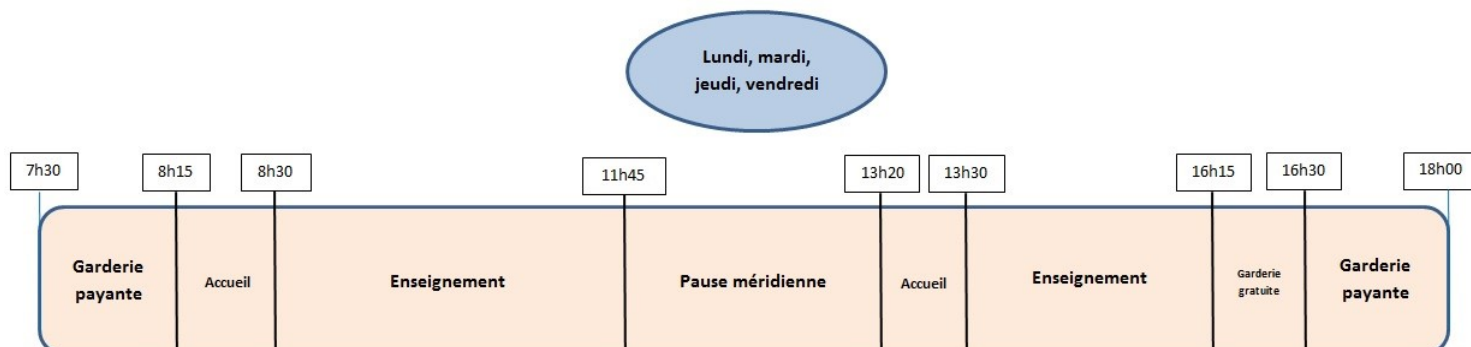 Lundi, mardi,
jeudi, vendredi
7h30
8h15
8h30
11h45
13h20
13h30
16h15
16h30
18h00
Garderie
payante
Accueil
Enseignement
Pause méridienne
Accueil
Enseignement
Garderie
gratuite
Garderie
payante